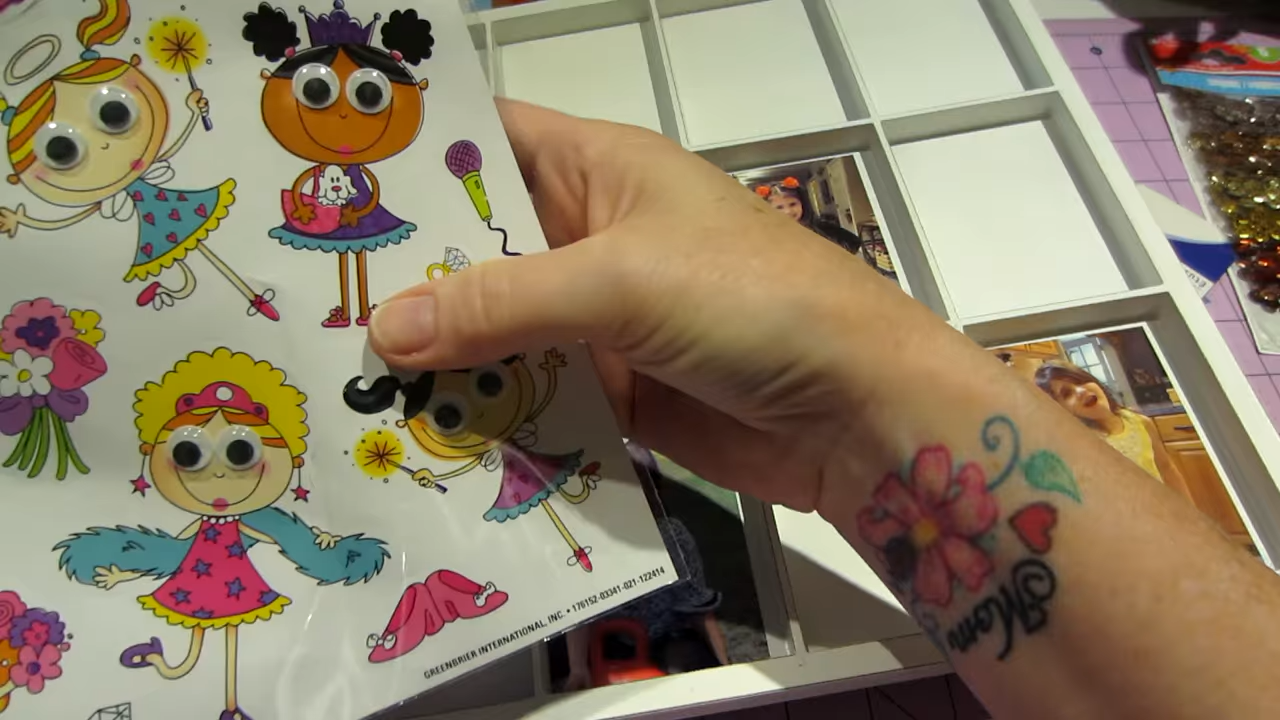 GREENBRIER INTERNATIONAL, INC. • 176152-03341-021-122414
Mom